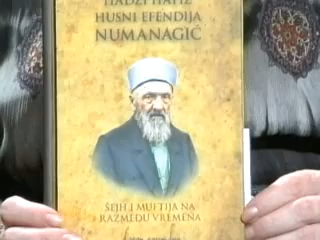 HADŽI HAFIZ
HUSNI EFENDIJA
NUMANAGIĆ
ŠEJH I MUFTIJA NA
RAZMEĐU VREMENA